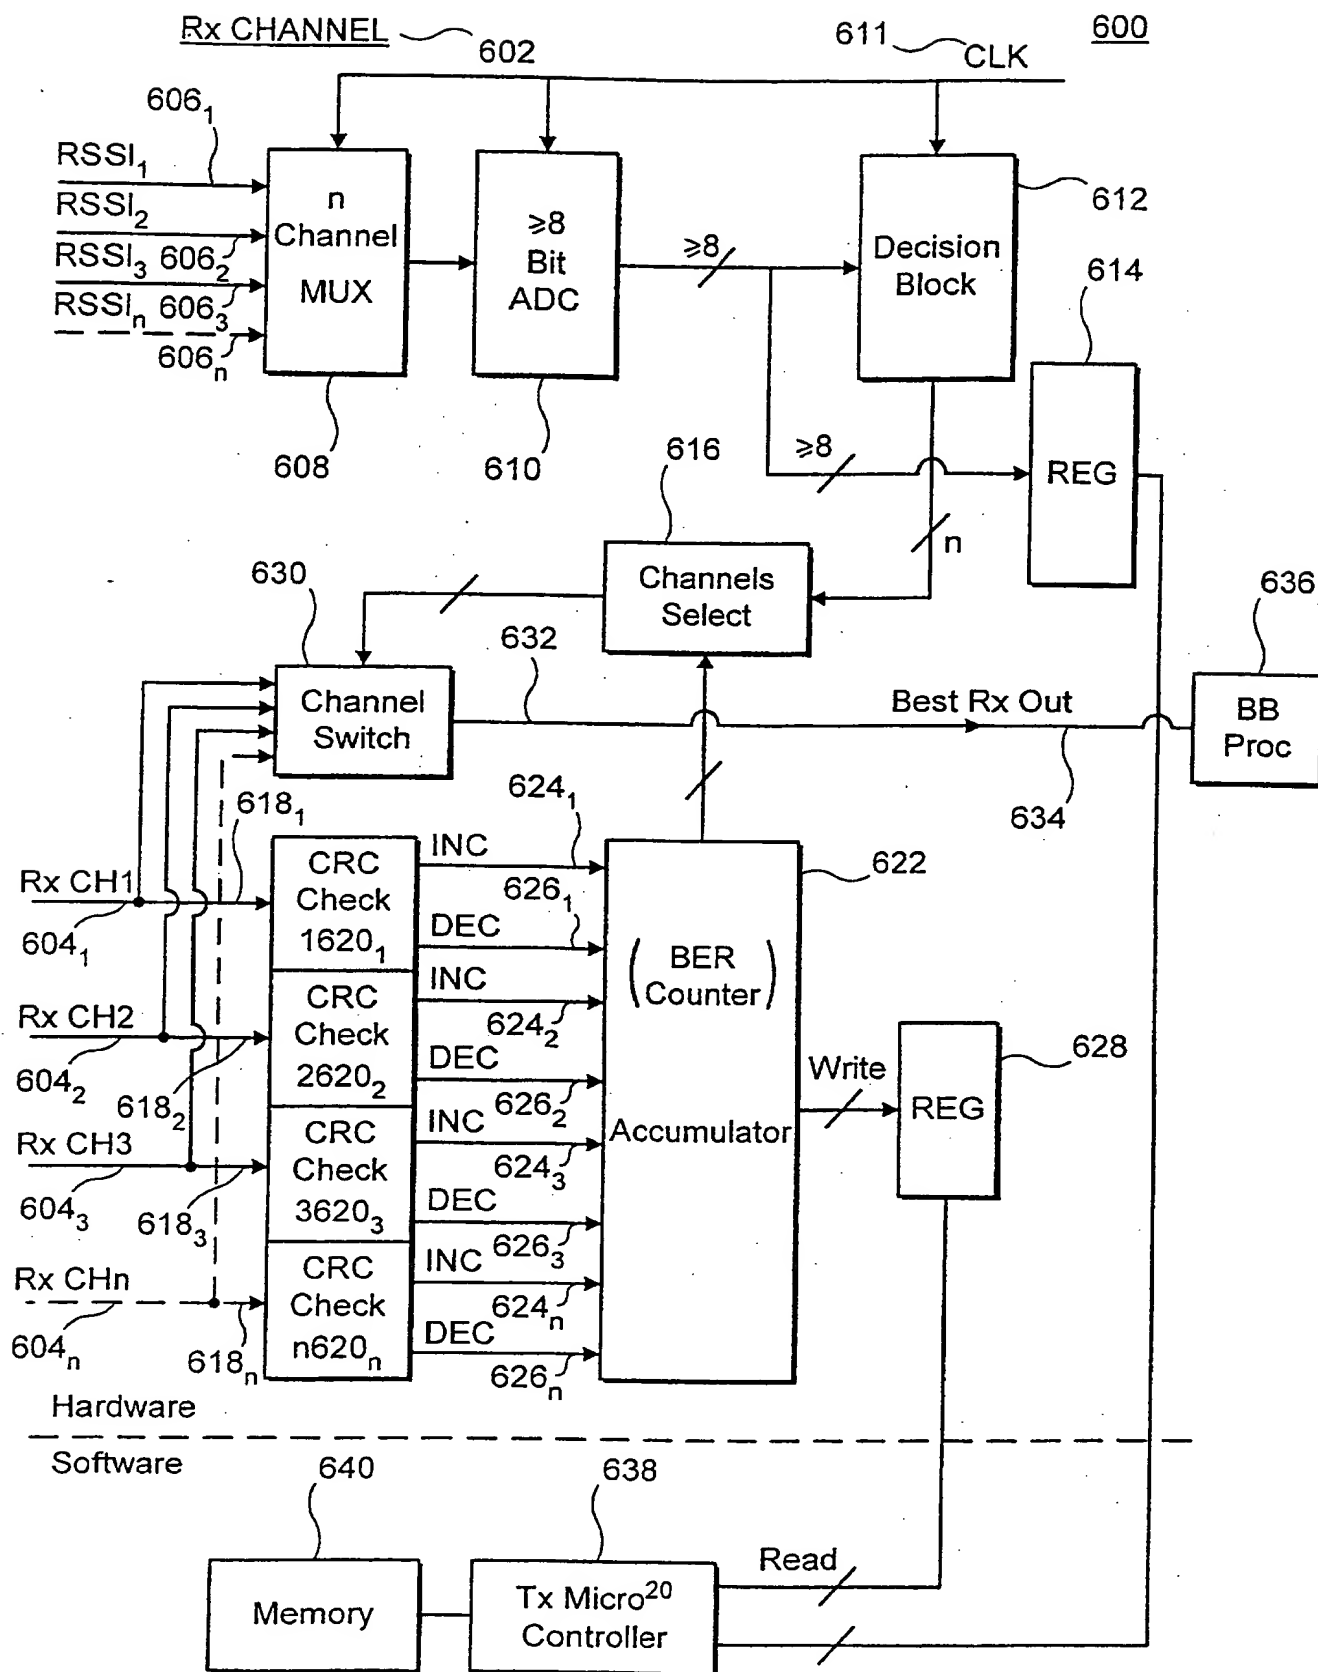 Rx CHANNEL
602
611
CLK
600
606₁
RSSI₁
RSSI₂
606₂
RSSI₃
606₃
RSSIₙ
606ₙ
n
Channel
MUX
608
≥8
Bit
ADC
610
≥8
Decision
Block
612
614
≥8
REG
616
n
Channels
Select
630
Channel
Switch
632
Best Rx Out
634
636
BB
Proc
618₁
Rx CH1
604₁
CRC
Check
1620₁
INC
624₁
626₁
DEC
622
Rx CH2
604₂
618₂
CRC
Check
2620₂
INC
624₂
DEC
626₂
(BER
Counter)
Accumulator
Write
REG
628
Rx CH3
604₃
618₃
CRC
Check
3620₃
INC
624₃
DEC
626₃
Rx CHn
604ₙ
618ₙ
CRC
Check
n620ₙ
INC
624ₙ
DEC
626ₙ
Hardware
Software
640
638
Memory
Tx Micro²⁰
Controller
Read